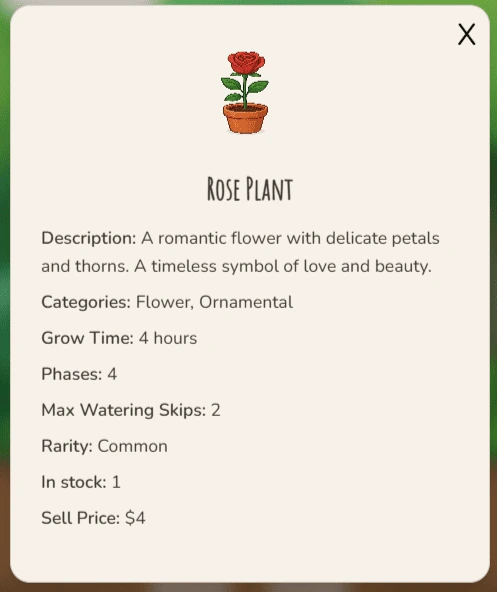 X
Rose Plant
Description: A romantic flower with delicate petals
and thorns. A timeless symbol of love and beauty.
Categories: Flower, Ornamental
Grow Time: 4 hours
Phases: 4
Max Watering Skips: 2
Rarity: Common
In stock: 1
Sell Price: $4